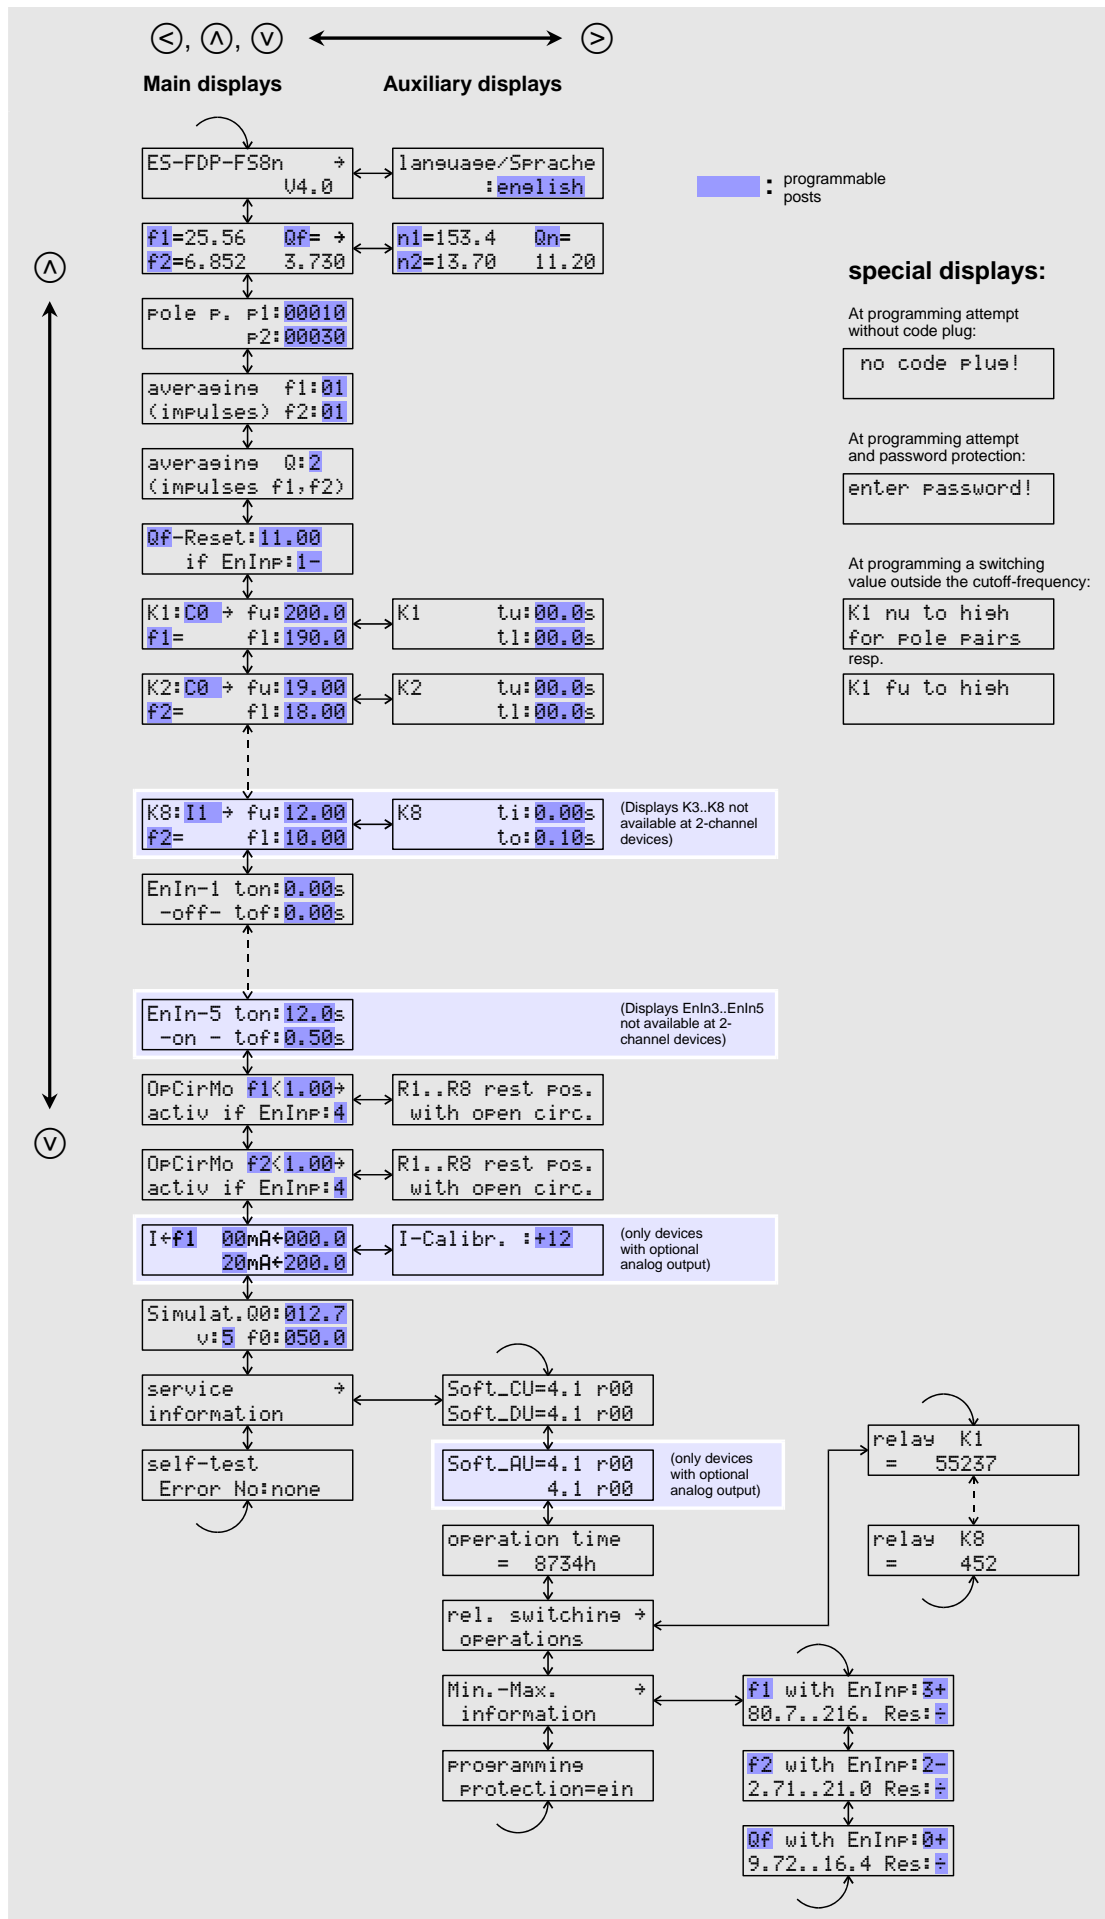 <, ∧, ∨ >
Main displays Auxiliary displays
ES-FDP-FS8n →
V4.0
language/Sprache
:english
: programmable
posts
f1=25.56 Qf= →
f2=6.852 3.730
n1=153.4 Qn=
n2=13.70 11.20
∧
pole p. p1:00010
p2:00030
averaging f1:01
(impulses) f2:01
averaging Q:2
(impulses f1,f2)
Qf-Reset:11.00
if EnInp:1-
K1:C0 → fu:200.0
f1= fl:190.0
K1 tu:00.0s
tl:00.0s
K2:C0 → fu:19.00
f2= fl:18.00
K2 tu:00.0s
tl:00.0s
K8:I1 → fu:12.00
f2= fl:10.00
K8 ti:0.00s
to:0.10s
(Displays K3..K8 not
available at 2-channel
devices)
EnIn-1 ton:0.00s
-off- tof:0.00s
EnIn-5 ton:12.0s
-on - tof:0.50s
(Displays EnIn3..EnIn5
not available at 2-
channel devices)
OpCirMo f1<1.00→
activ if EnInp:4
R1..R8 rest pos.
with open circ.
∨
OpCirMo f2<1.00→
activ if EnInp:4
R1..R8 rest pos.
with open circ.
I←f1 00mA←000.0
20mA←200.0
I-Calibr. :+12
(only devices
with optional
analog output)
Simulat.Q0:012.7
v:5 f0:050.0
service →
information
self-test
Error No:none
Soft_CU=4.1 r00
Soft_DU=4.1 r00
Soft_AU=4.1 r00
4.1 r00
(only devices
with optional
analog output)
operation time
= 8734h
rel. switching →
operations
Min.-Max. →
information
programming
protection=ein
relay K1
= 55237
relay K8
= 452
f1 with EnInp:3+
80.7..216. Res:÷
f2 with EnInp:2-
2.71..21.0 Res:÷
Qf with EnInp:0+
9.72..16.4 Res:÷
special displays:
At programming attempt
without code plug:
no code plug!
At programming attempt
and password protection:
enter password!
At programming a switching
value outside the cutoff-frequency:
K1 nu to high
for pole pairs
resp.
K1 fu to high